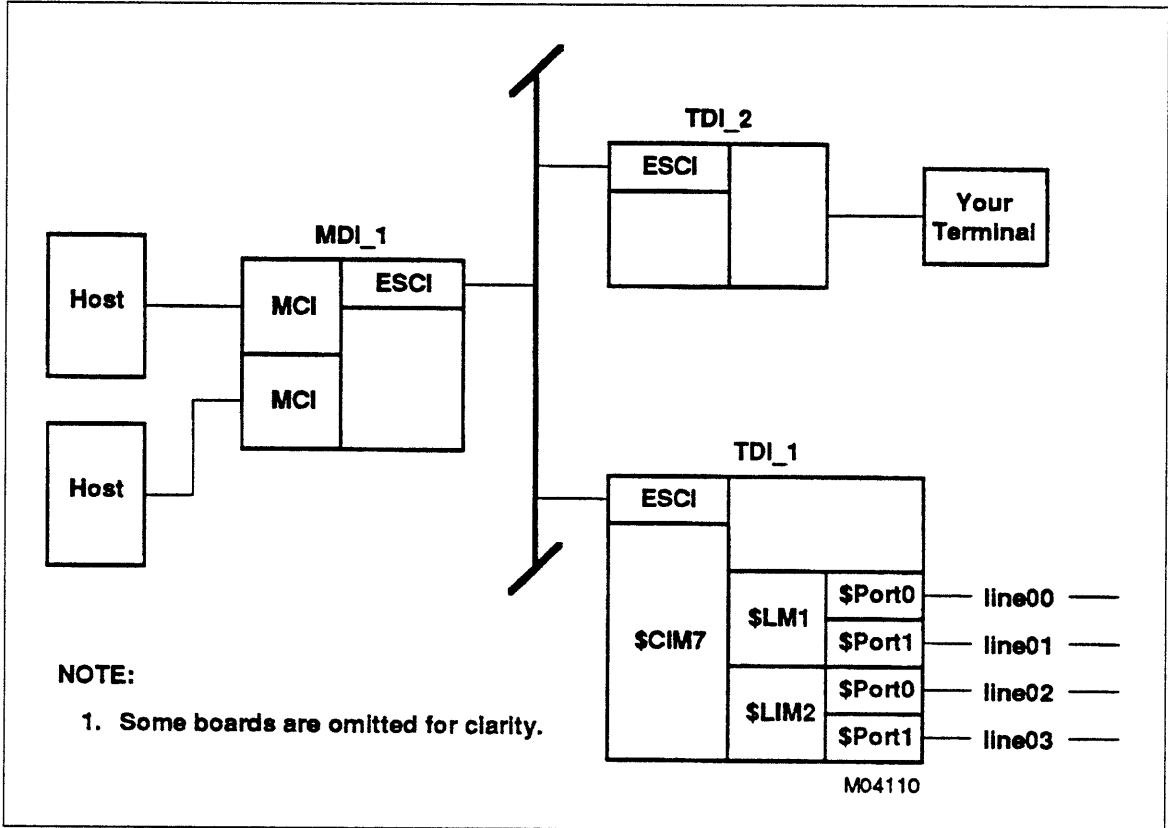 TDI_2
ESCI
Your
Terminal
MDI_1
Host
MCI
ESCI
MCI
Host
TDI_1
ESCI
$CIM7
$LM1
$Port0
line00
$Port1
line01
$LIM2
$Port0
line02
$Port1
line03
NOTE:
1. Some boards are omitted for clarity.
M04110